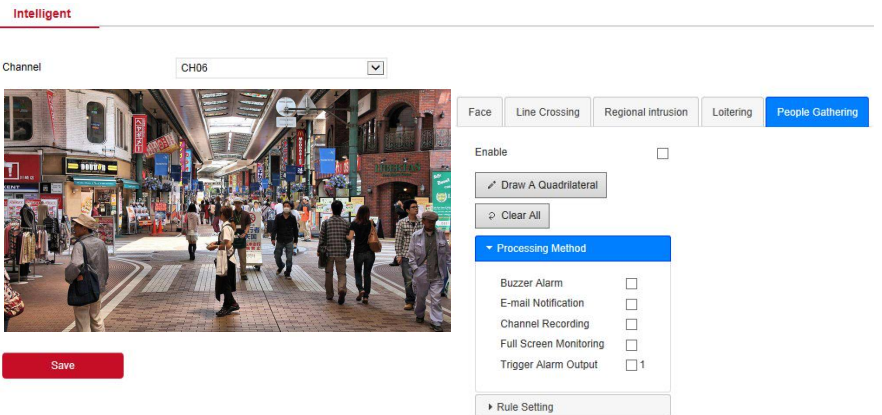 Intelligent
Channel CH06
Face Line Crossing Regional intrusion Loitering People Gathering
Enable
Draw A Quadrilateral
Clear All
Processing Method
Buzzer Alarm
E-mail Notification
Channel Recording
Full Screen Monitoring
Trigger Alarm Output 1
Save
Rule Setting